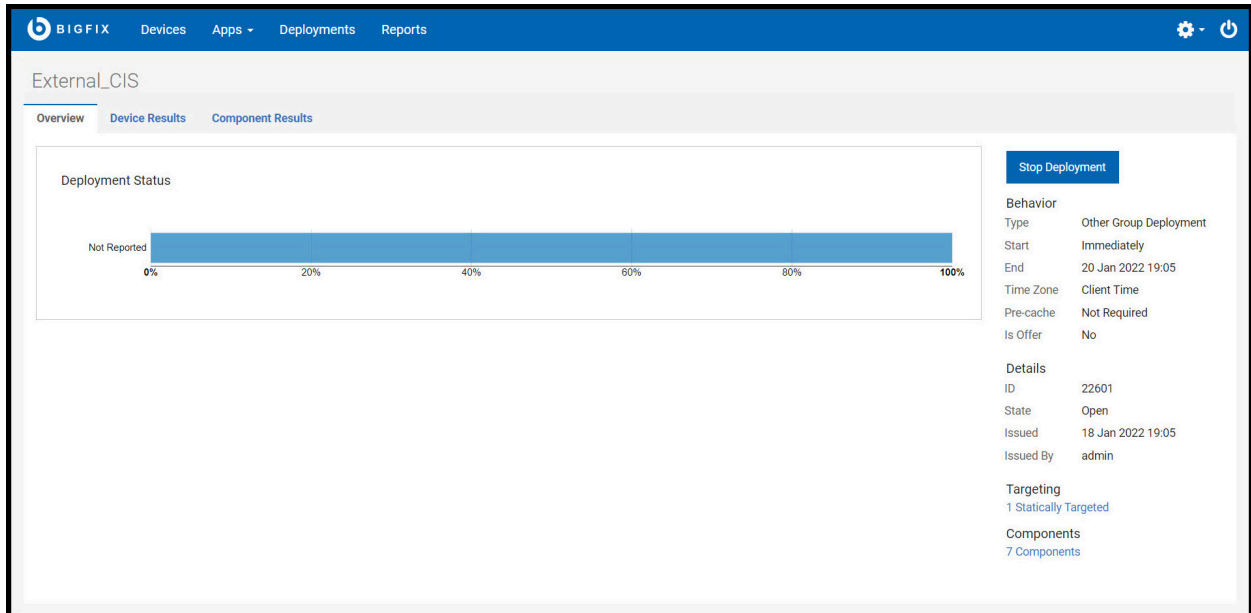 BIGFIX Devices Apps Deployments Reports
External_CIS
Overview Device Results Component Results
Deployment Status
Not Reported
0% 20% 40% 60% 80% 100%
Stop Deployment
Behavior
Type Other Group Deployment
Start Immediately
End 20 Jan 2022 19:05
Time Zone Client Time
Pre-cache Not Required
Is Offer No
Details
ID 22601
State Open
Issued 18 Jan 2022 19:05
Issued By admin
Targeting
1 Statically Targeted
Components
7 Components